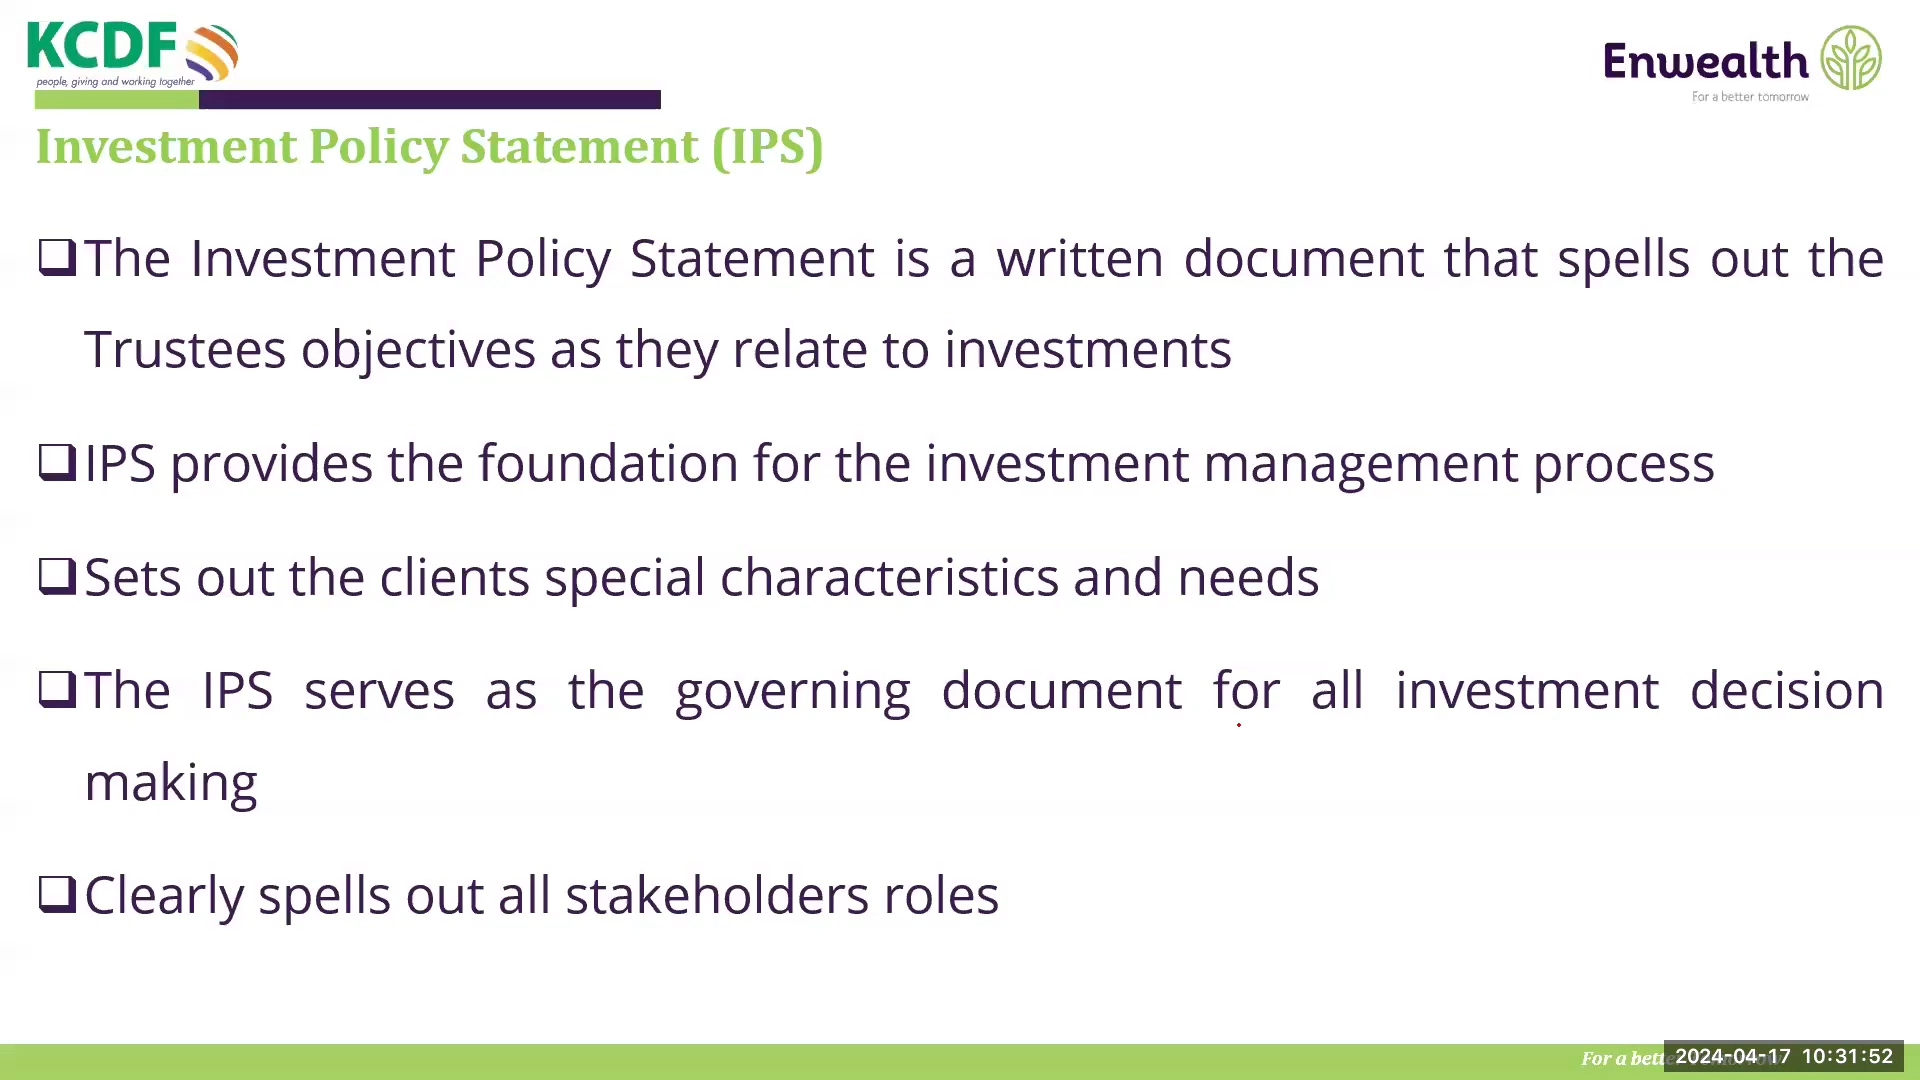 KCDF
people, giving and working together
Enwealth
For a better tomorrow
Investment Policy Statement (IPS)
The Investment Policy Statement is a written document that spells out the
Trustees objectives as they relate to investments
IPS provides the foundation for the investment management process
Sets out the clients special characteristics and needs
The IPS serves as the governing document for all investment decision
making
Clearly spells out all stakeholders roles
For a 
2024-04-17 10:31:52